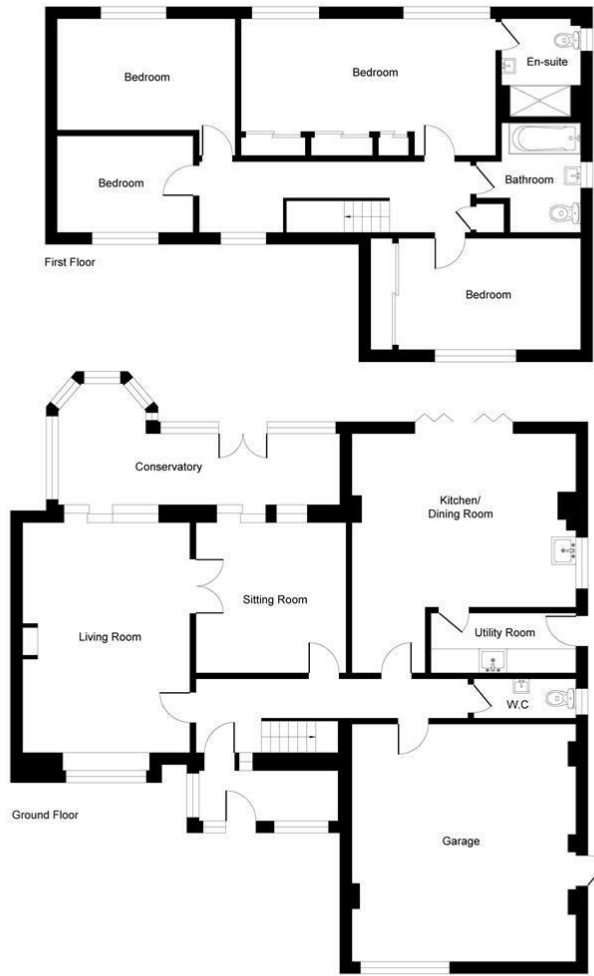 Bedroom
Bedroom
En-suite
Bedroom
Bathroom
First Floor
Bedroom
Conservatory
Kitchen/
Dining Room
Sitting Room
Living Room
Utility Room
W.C
Ground Floor
Garage